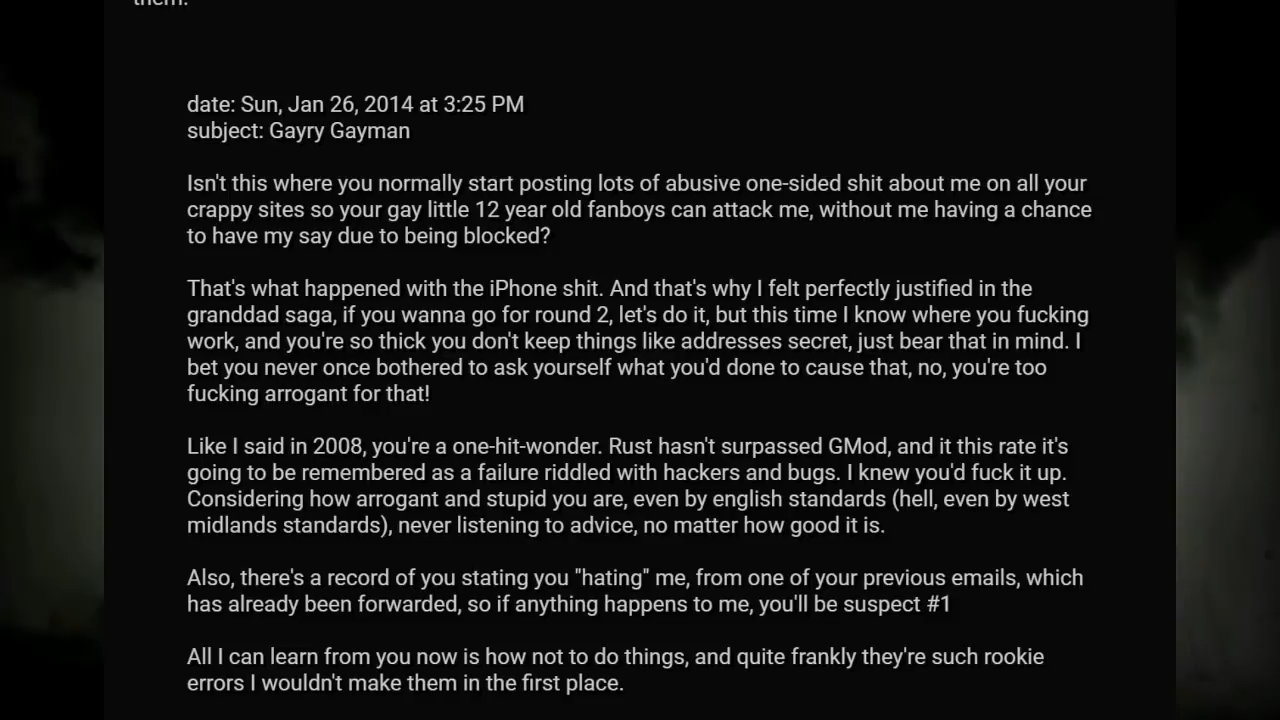 them.
date: Sun, Jan 26, 2014 at 3:25 PM
subject: Gayry Gayman
Isn't this where you normally start posting lots of abusive one-sided shit about me on all your
crappy sites so your gay little 12 year old fanboys can attack me, without me having a chance
to have my say due to being blocked?
That's what happened with the iPhone shit. And that's why I felt perfectly justified in the
granddad saga, if you wanna go for round 2, let's do it, but this time I know where you fucking
work, and you're so thick you don't keep things like addresses secret, just bear that in mind. I
bet you never once bothered to ask yourself what you'd done to cause that, no, you're too
fucking arrogant for that!
Like I said in 2008, you're a one-hit-wonder. Rust hasn't surpassed GMod, and it this rate it's
going to be remembered as a failure riddled with hackers and bugs. I knew you'd fuck it up.
Considering how arrogant and stupid you are, even by english standards (hell, even by west
midlands standards), never listening to advice, no matter how good it is.
Also, there's a record of you stating you "hating" me, from one of your previous emails, which
has already been forwarded, so if anything happens to me, you'll be suspect #1
All I can learn from you now is how not to do things, and quite frankly they're such rookie
errors I wouldn't make them in the first place.